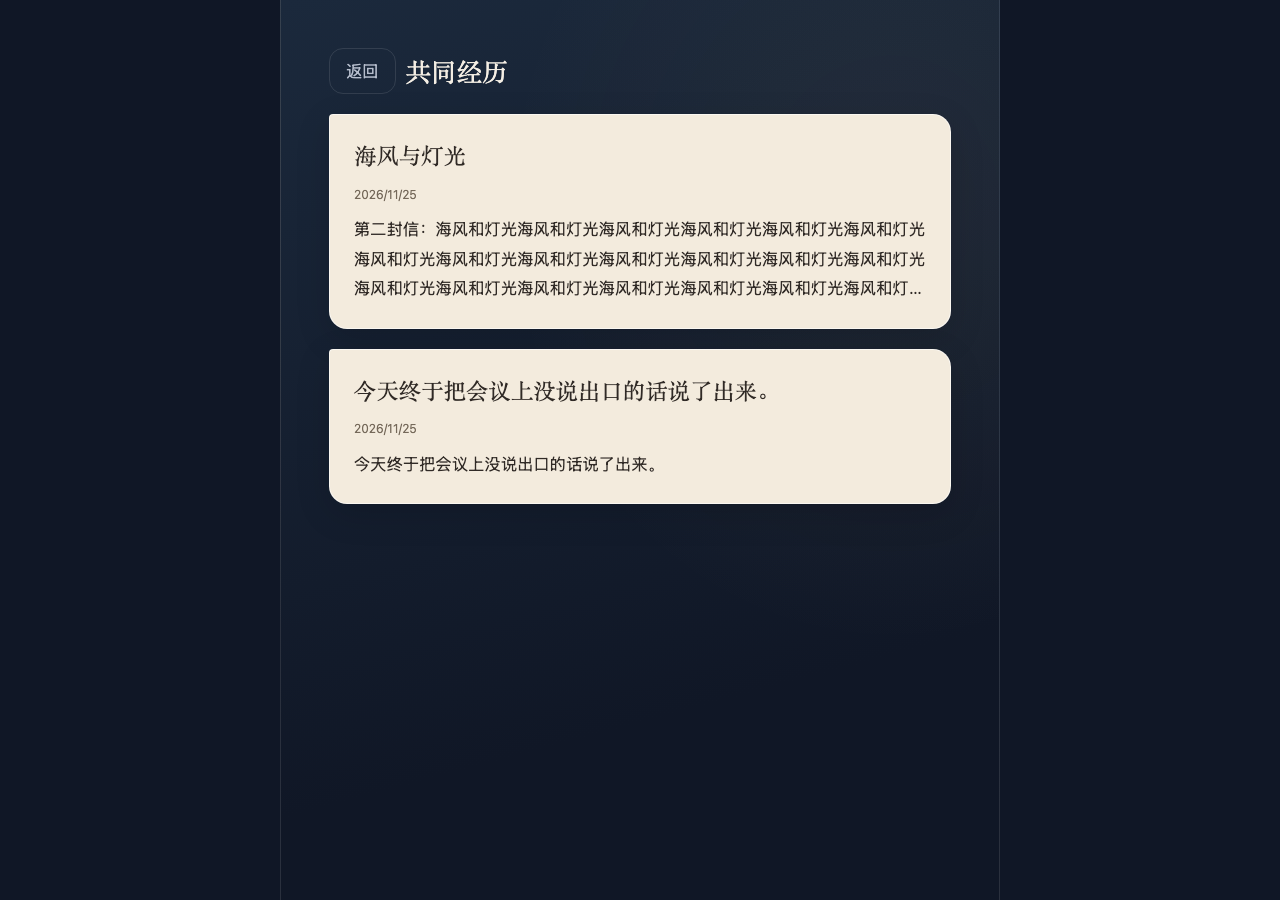 返回
共同经历
海风与灯光
2026/11/25
第二封信：海风和灯光海风和灯光海风和灯光海风和灯光海风和灯光海风和灯光
海风和灯光海风和灯光海风和灯光海风和灯光海风和灯光海风和灯光海风和灯光
海风和灯光海风和灯光海风和灯光海风和灯光海风和灯光海风和灯光海风和灯...
今天终于把会议上没说出口的话说了出来。
2026/11/25
今天终于把会议上没说出口的话说了出来。